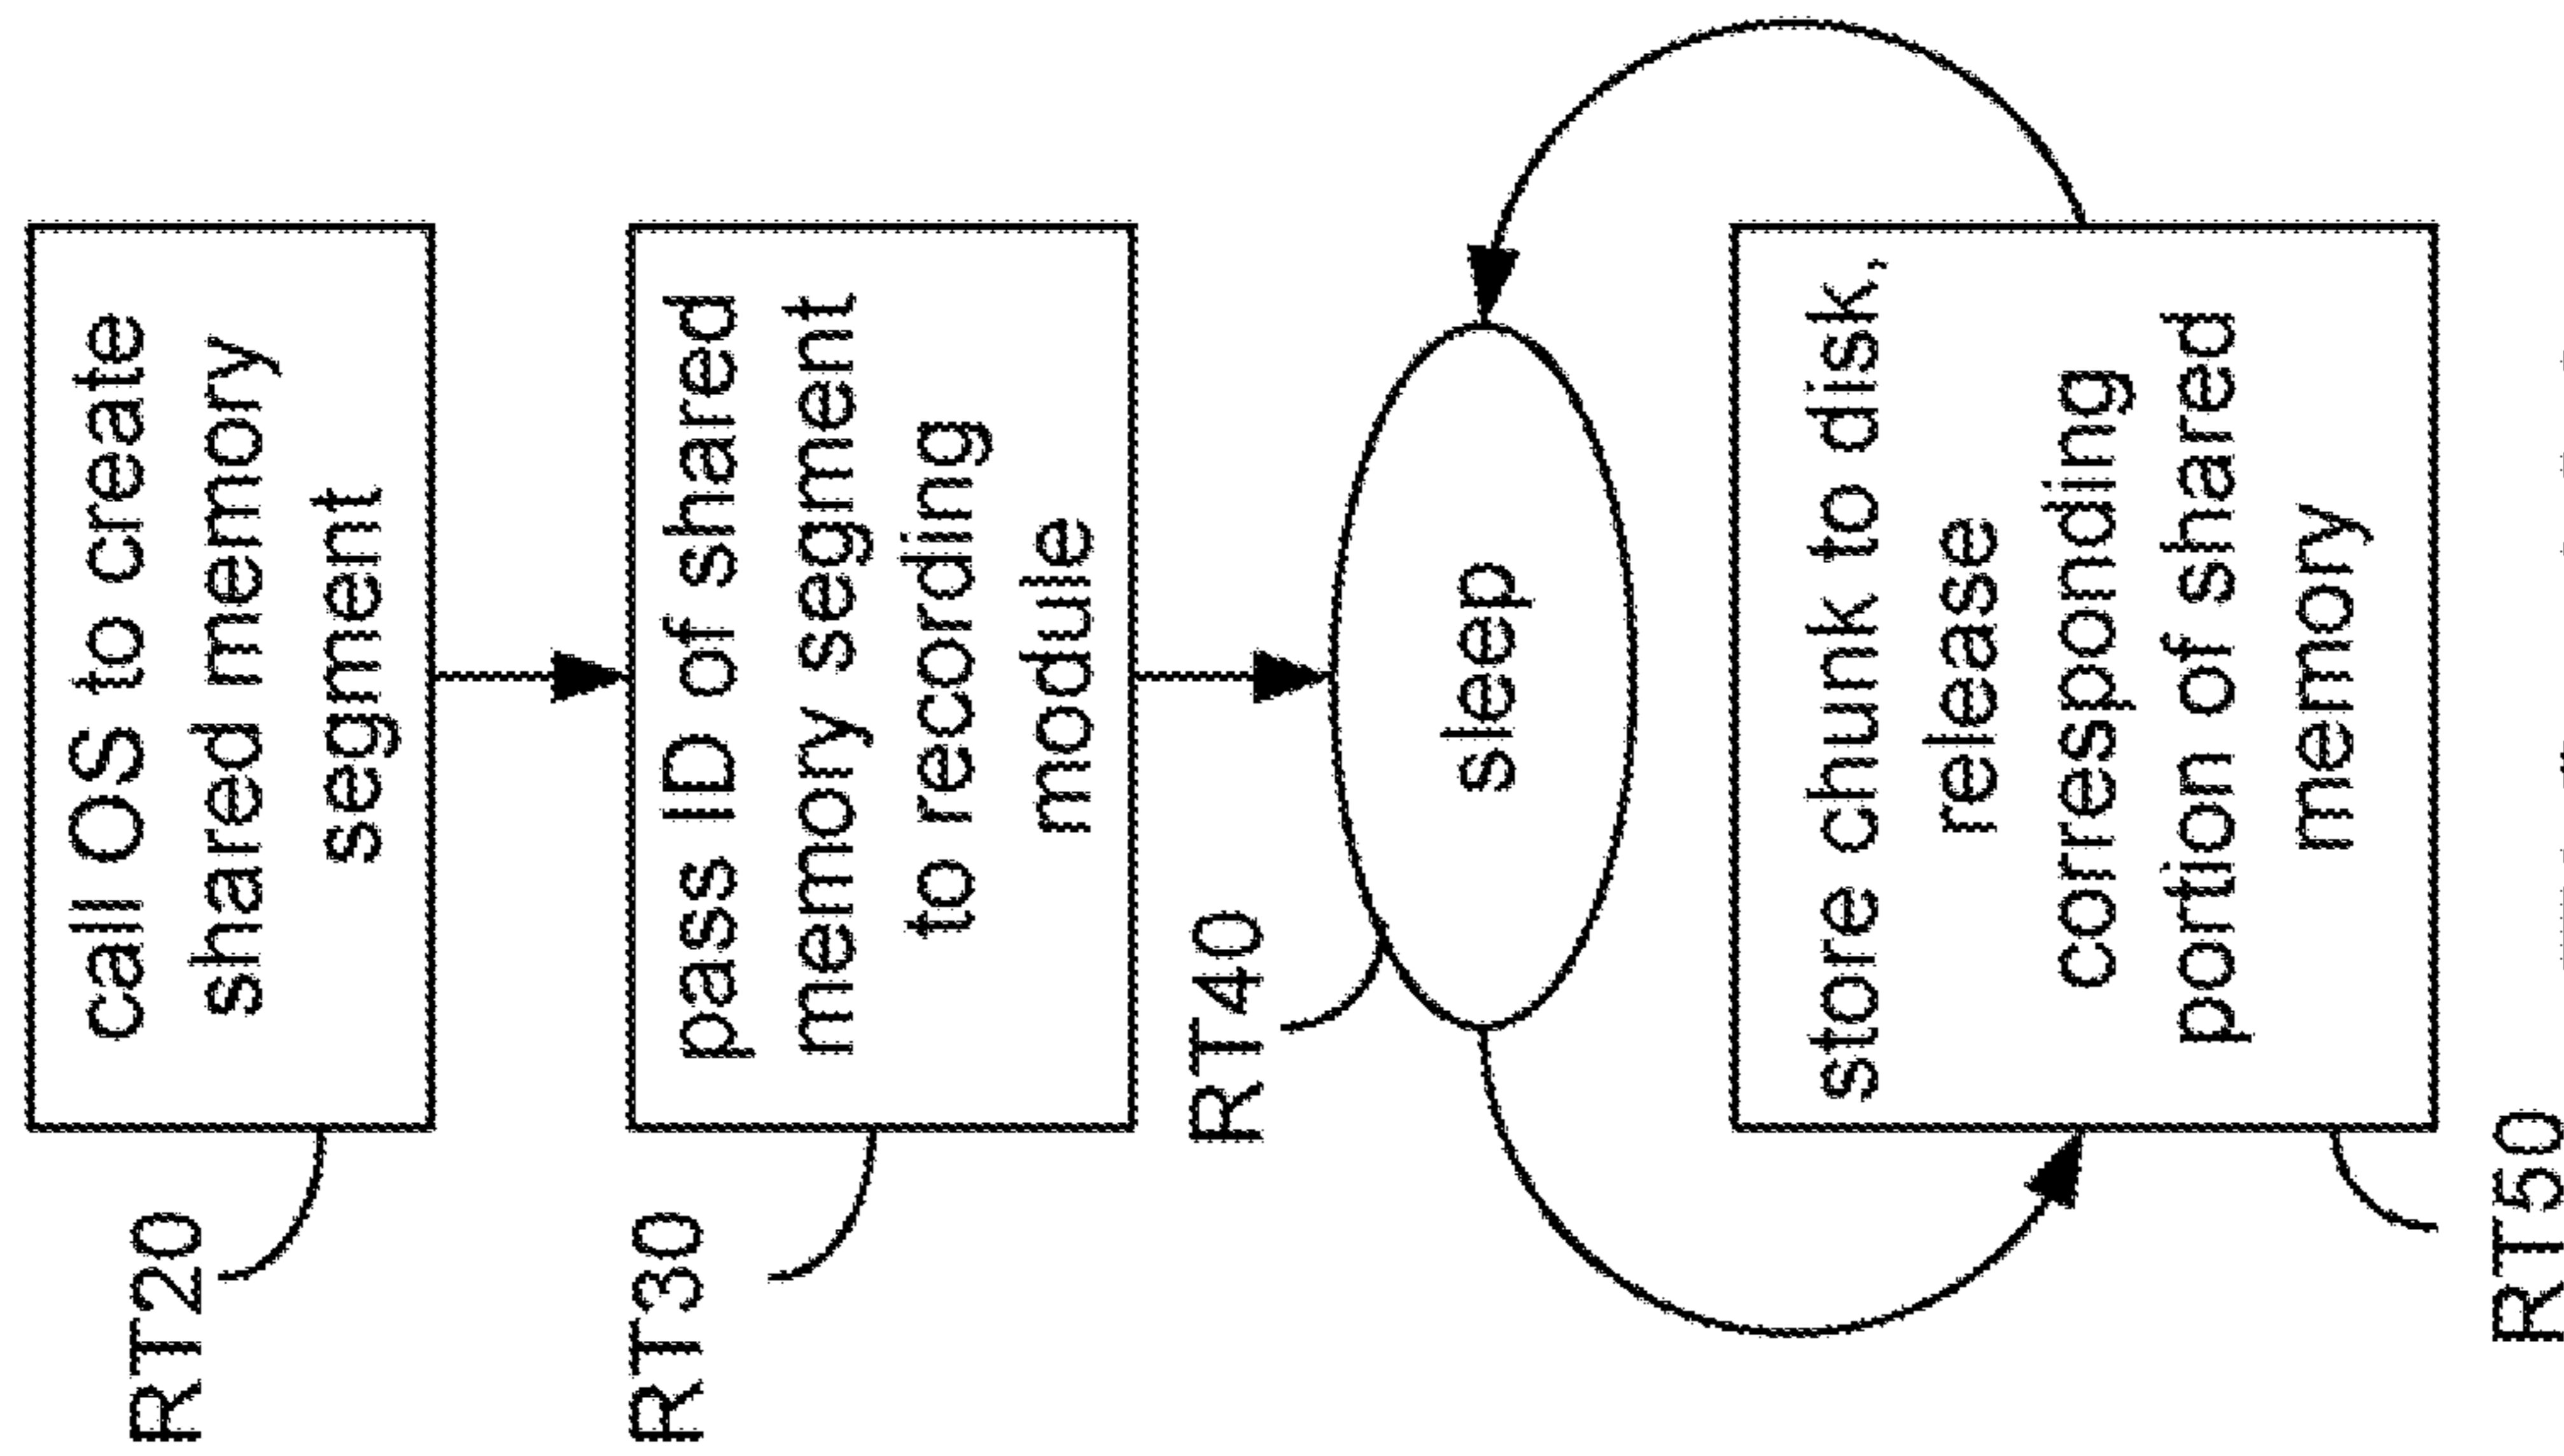 RT20
call OS to create
shared memory
segment
RT30
pass ID of shared
memory segment
to recording
module
RT40
sleep
store chunk to disk,
release
corresponding
portion of shared
memory
RT50